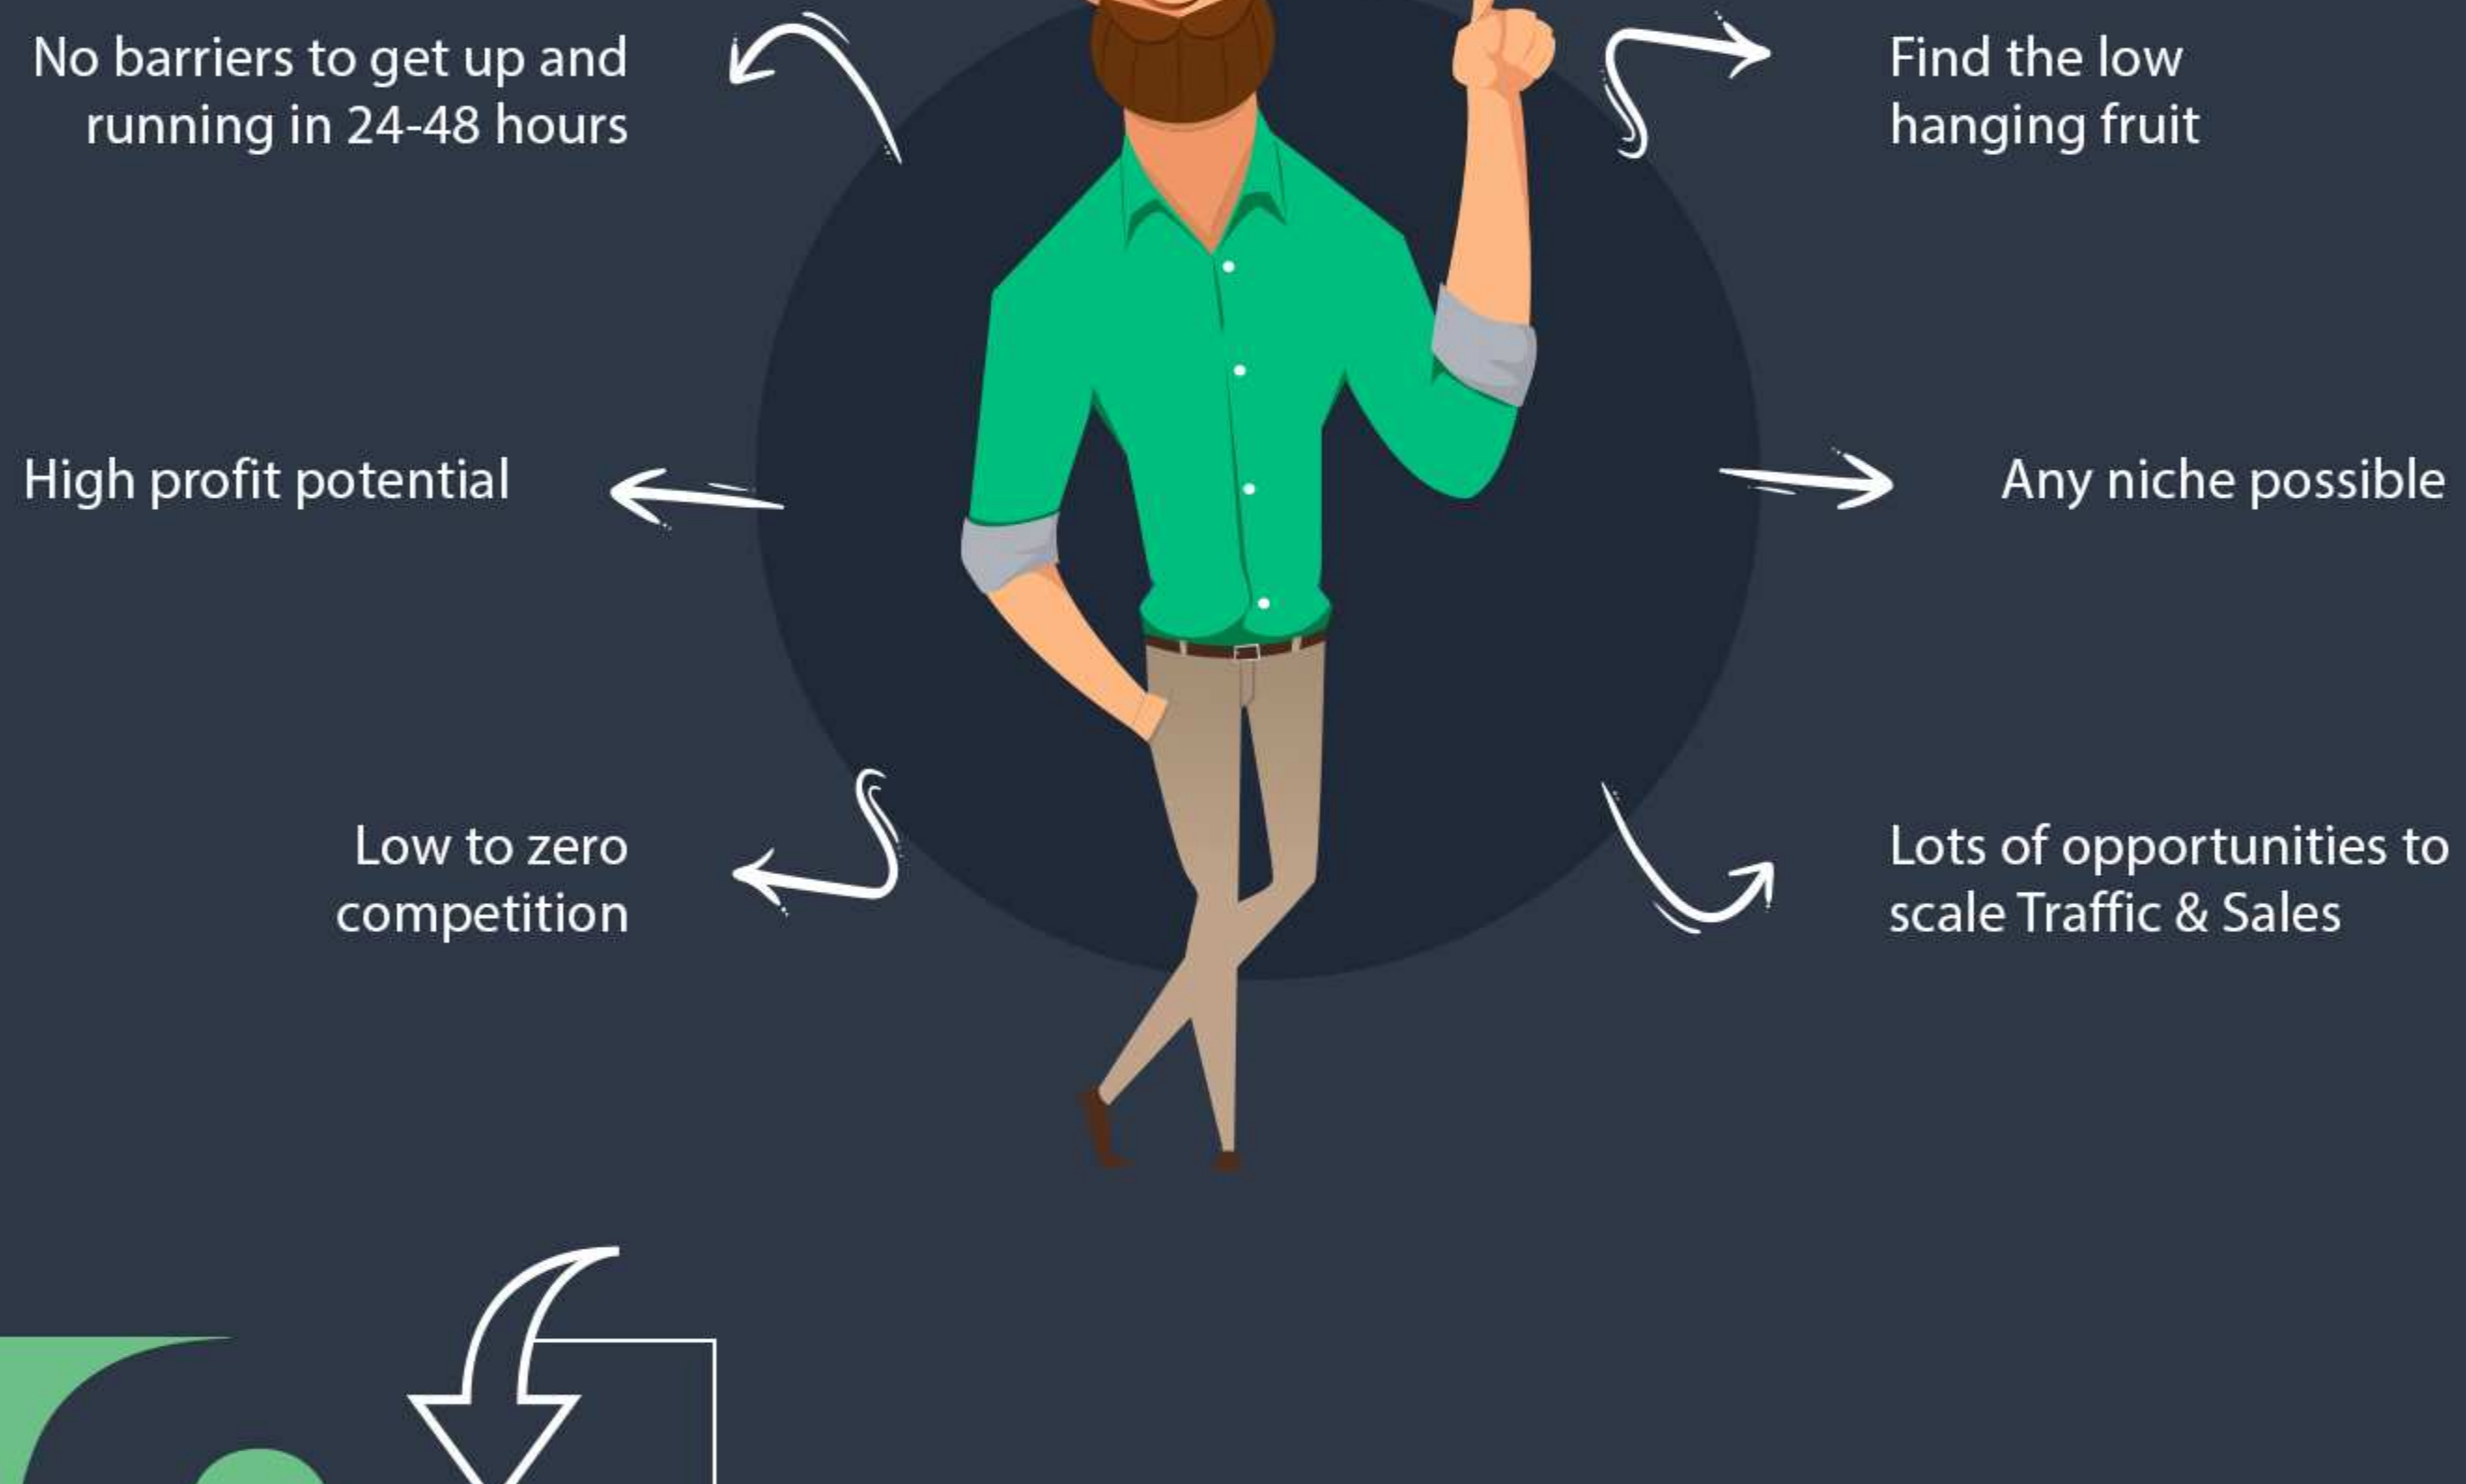 No barriers to get up and
running in 24-48 hours
Find the low
hanging fruit
High profit potential
Any niche possible
Low to zero
competition
Lots of opportunities to
scale Traffic & Sales